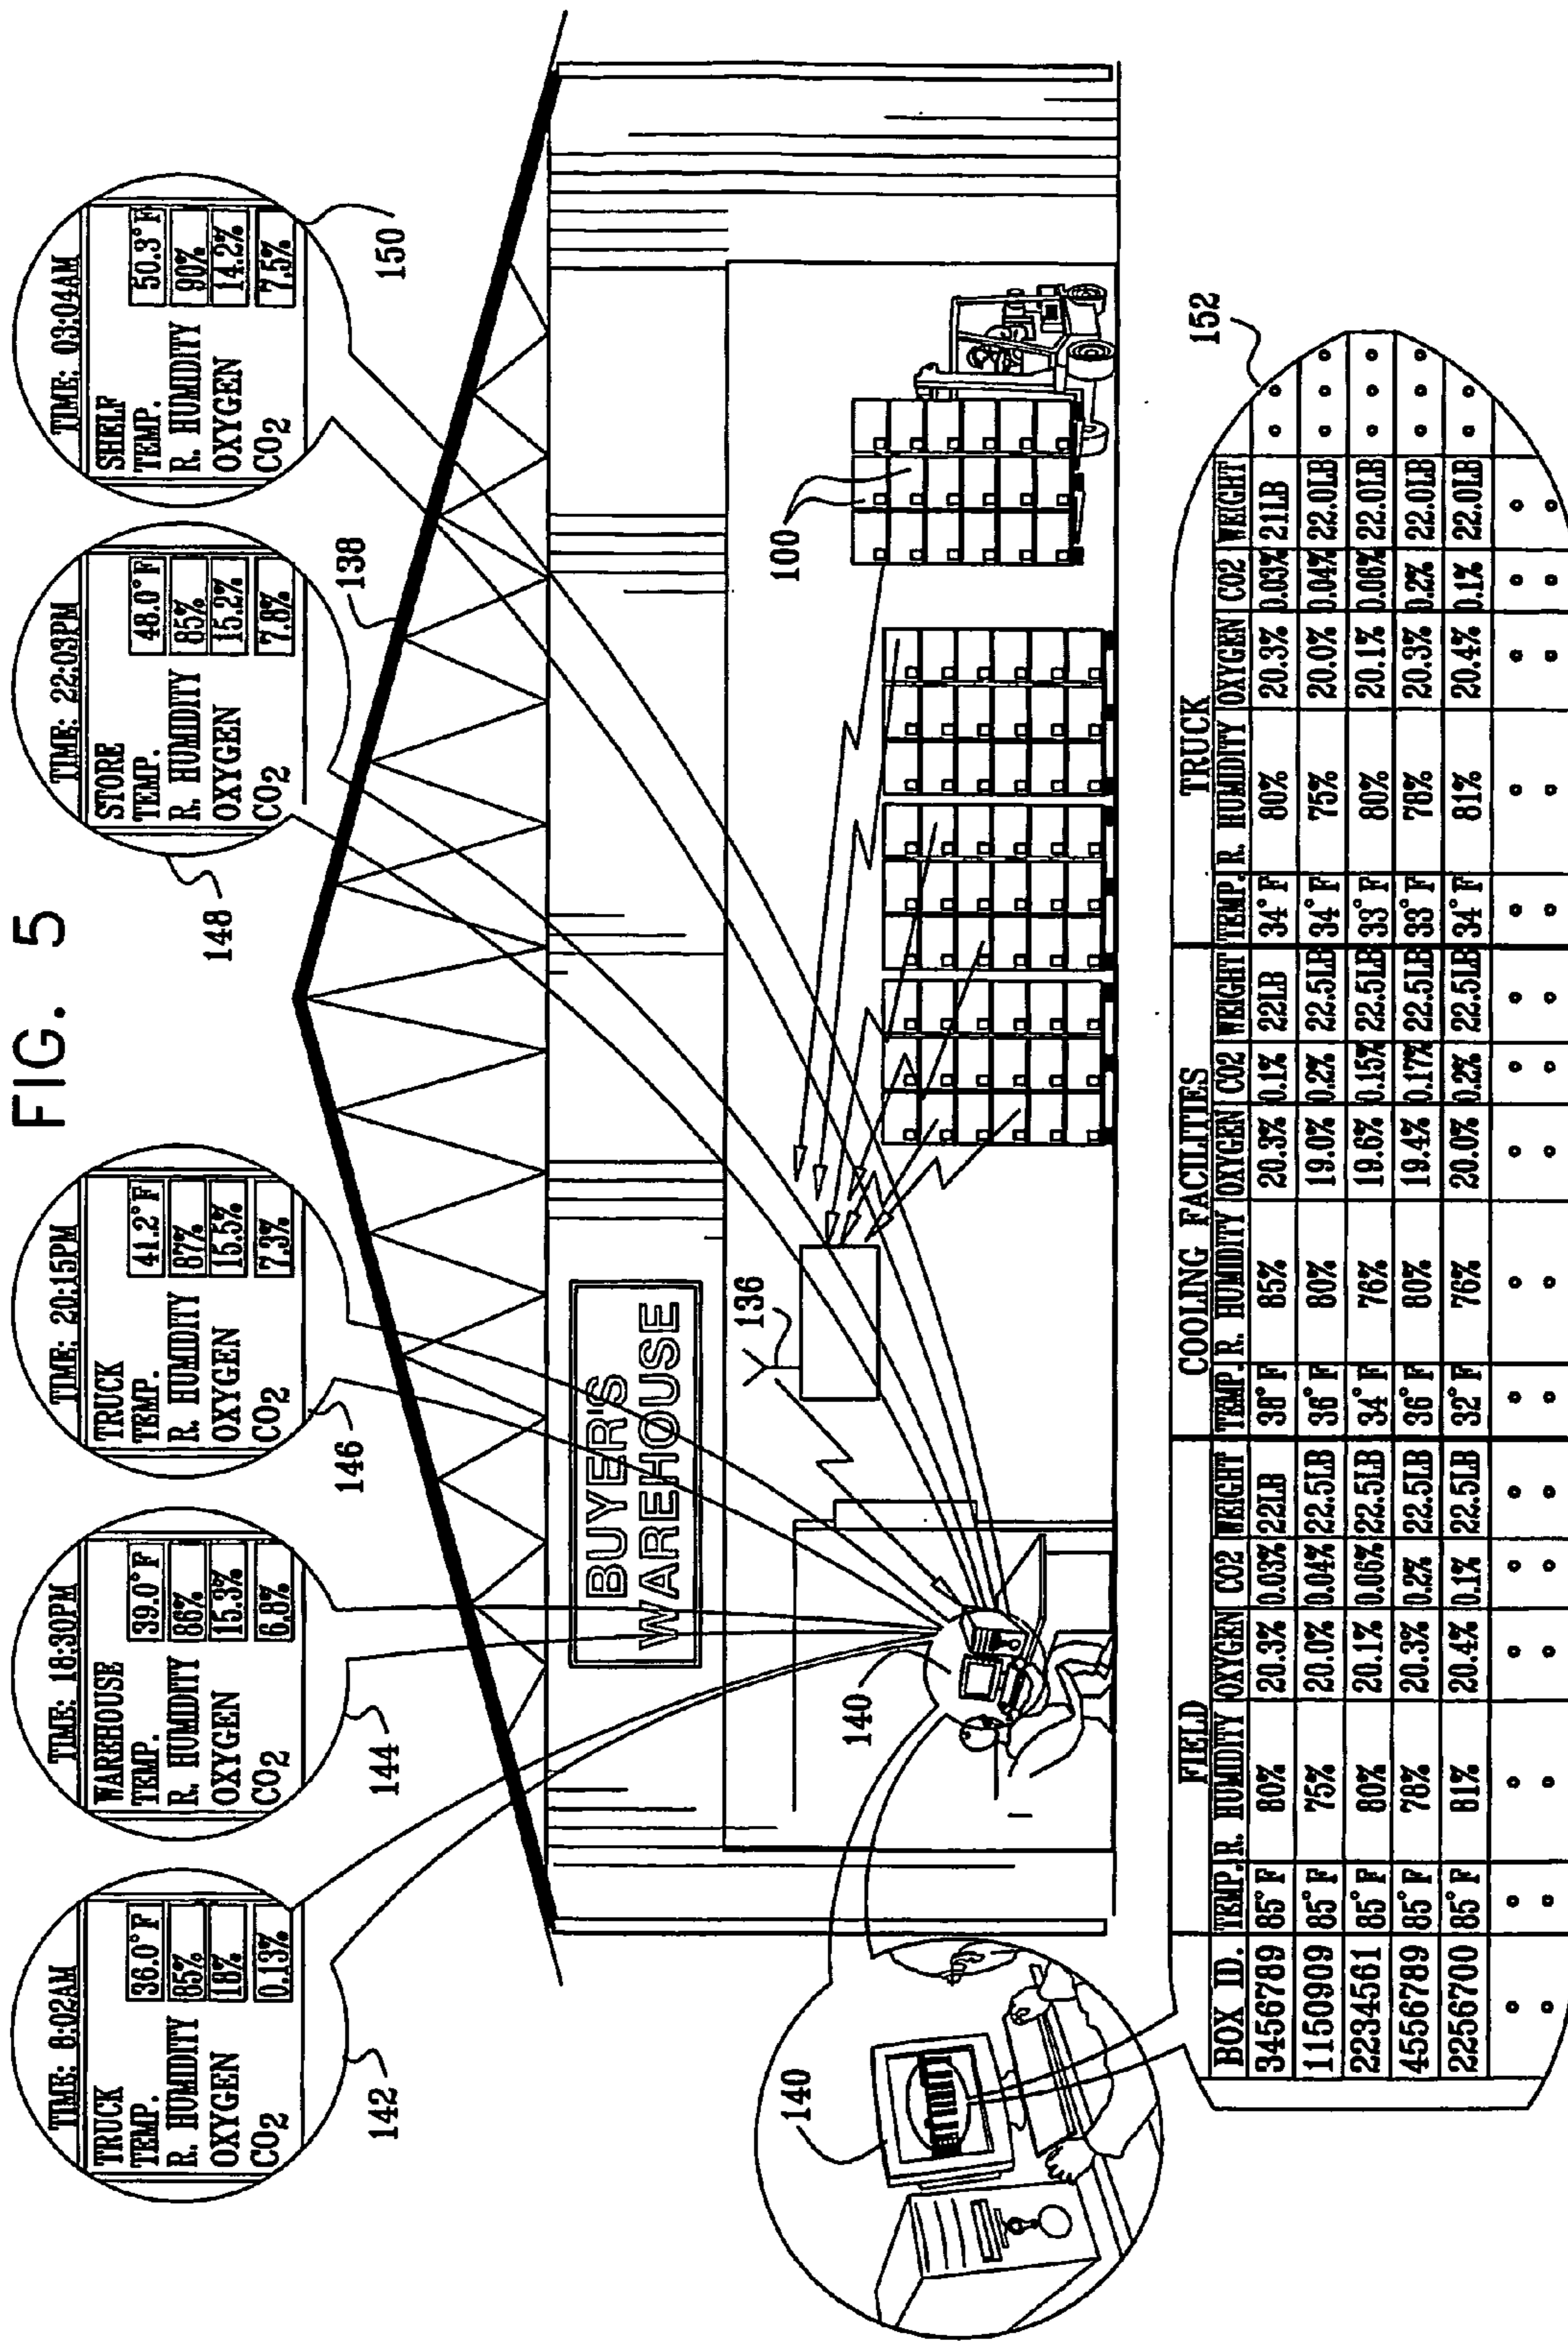 FIG. 5
TIME: 8:02AM
TRUCK
TEMP. 36.0°F
R. HUMIDITY 85%
OXYGEN 18%
CO2 0.13%
142
TIME: 18:30PM
WAREHOUSE
TEMP. 39.0°F
R. HUMIDITY 86%
OXYGEN 15.3%
CO2 6.8%
144
TIME: 20:15PM
TRUCK
TEMP. 41.2°F
R. HUMIDITY 87%
OXYGEN 15.5%
CO2 7.3%
146
TIME: 22:03PM
STORE
TEMP. 48.0°F
R. HUMIDITY 85%
OXYGEN 15.2%
CO2 7.8%
148
TIME: 03:04AM
SHELF
TEMP. 50.3°F
R. HUMIDITY 90%
OXYGEN 14.2%
CO2 7.5%
150
138
BUYER'S
WAREHOUSE
136
100
140
140
152
FIELD COOLING FACILITIES TRUCK
BOX ID. TEMP. R. HUMIDITY OXYGEN CO2 WEIGHT TEMP. R. HUMIDITY OXYGEN CO2 WEIGHT TEMP. R. HUMIDITY OXYGEN CO2 WEIGHT
3456789 85°F 80% 20.3% 0.03% 22LB 38°F 85% 20.3% 0.1% 22LB 34°F 80% 20.3% 0.03% 21LB
1150909 85°F 75% 20.0% 0.04% 22.5LB 36°F 80% 19.0% 0.2% 22.5LB 34°F 75% 20.0% 0.04% 22.0LB
2234561 85°F 80% 20.1% 0.06% 22.5LB 34°F 76% 19.6% 0.15% 22.5LB 33°F 80% 20.1% 0.06% 22.0LB
4556789 85°F 78% 20.3% 0.2% 22.5LB 36°F 80% 19.4% 0.17% 22.5LB 33°F 78% 20.3% 0.2% 22.0LB
2256700 85°F 81% 20.4% 0.1% 22.5LB 32°F 76% 20.0% 0.2% 22.5LB 34°F 81% 20.4% 0.1% 22.0LB